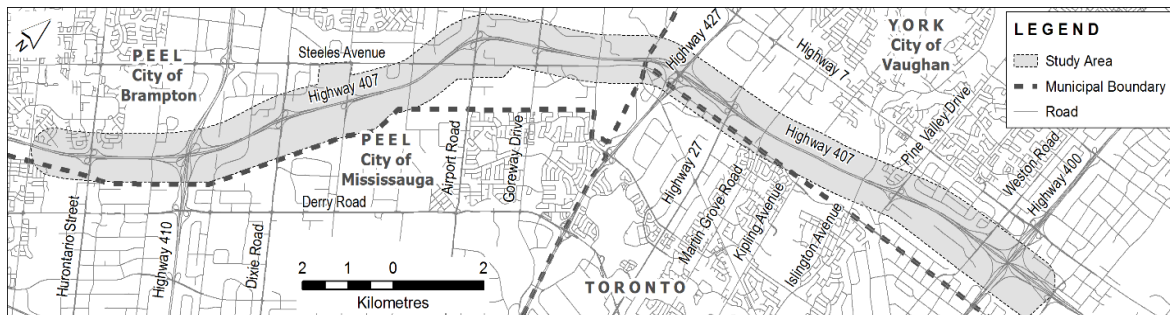 N
PEEL
City of
Brampton
Steeles Avenue
Highway 407
PEEL
City of
Mississauga
Derry Road
Hurontario Street
Highway 410
Dixie Road
Airport Road
Goreway Drive
Highway 427
Highway 7
YORK
City of
Vaughan
Highway 27
Martin Grove Road
Kipling Avenue
Islington Avenue
Highway 407
Pine Valley Drive
Weston Road
Highway 400
TORONTO
2 1 0 2
Kilometres
LEGEND
Study Area
Municipal Boundary
Road